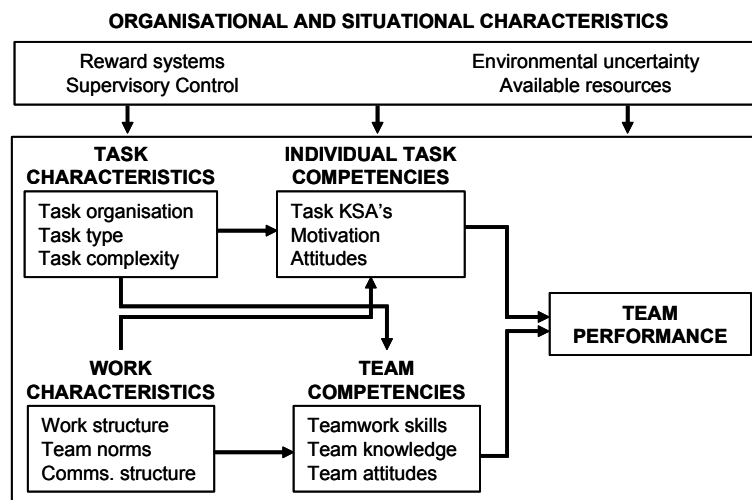 ORGANISATIONAL AND SITUATIONAL CHARACTERISTICS
Reward systems
Supervisory Control
Environmental uncertainty
Available resources
TASK
CHARACTERISTICS
Task organisation
Task type
Task complexity
INDIVIDUAL TASK
COMPETENCIES
Task KSA's
Motivation
Attitudes
TEAM
PERFORMANCE
WORK
CHARACTERISTICS
Work structure
Team norms
Comms. structure
TEAM
COMPETENCIES
Teamwork skills
Team knowledge
Team attitudes